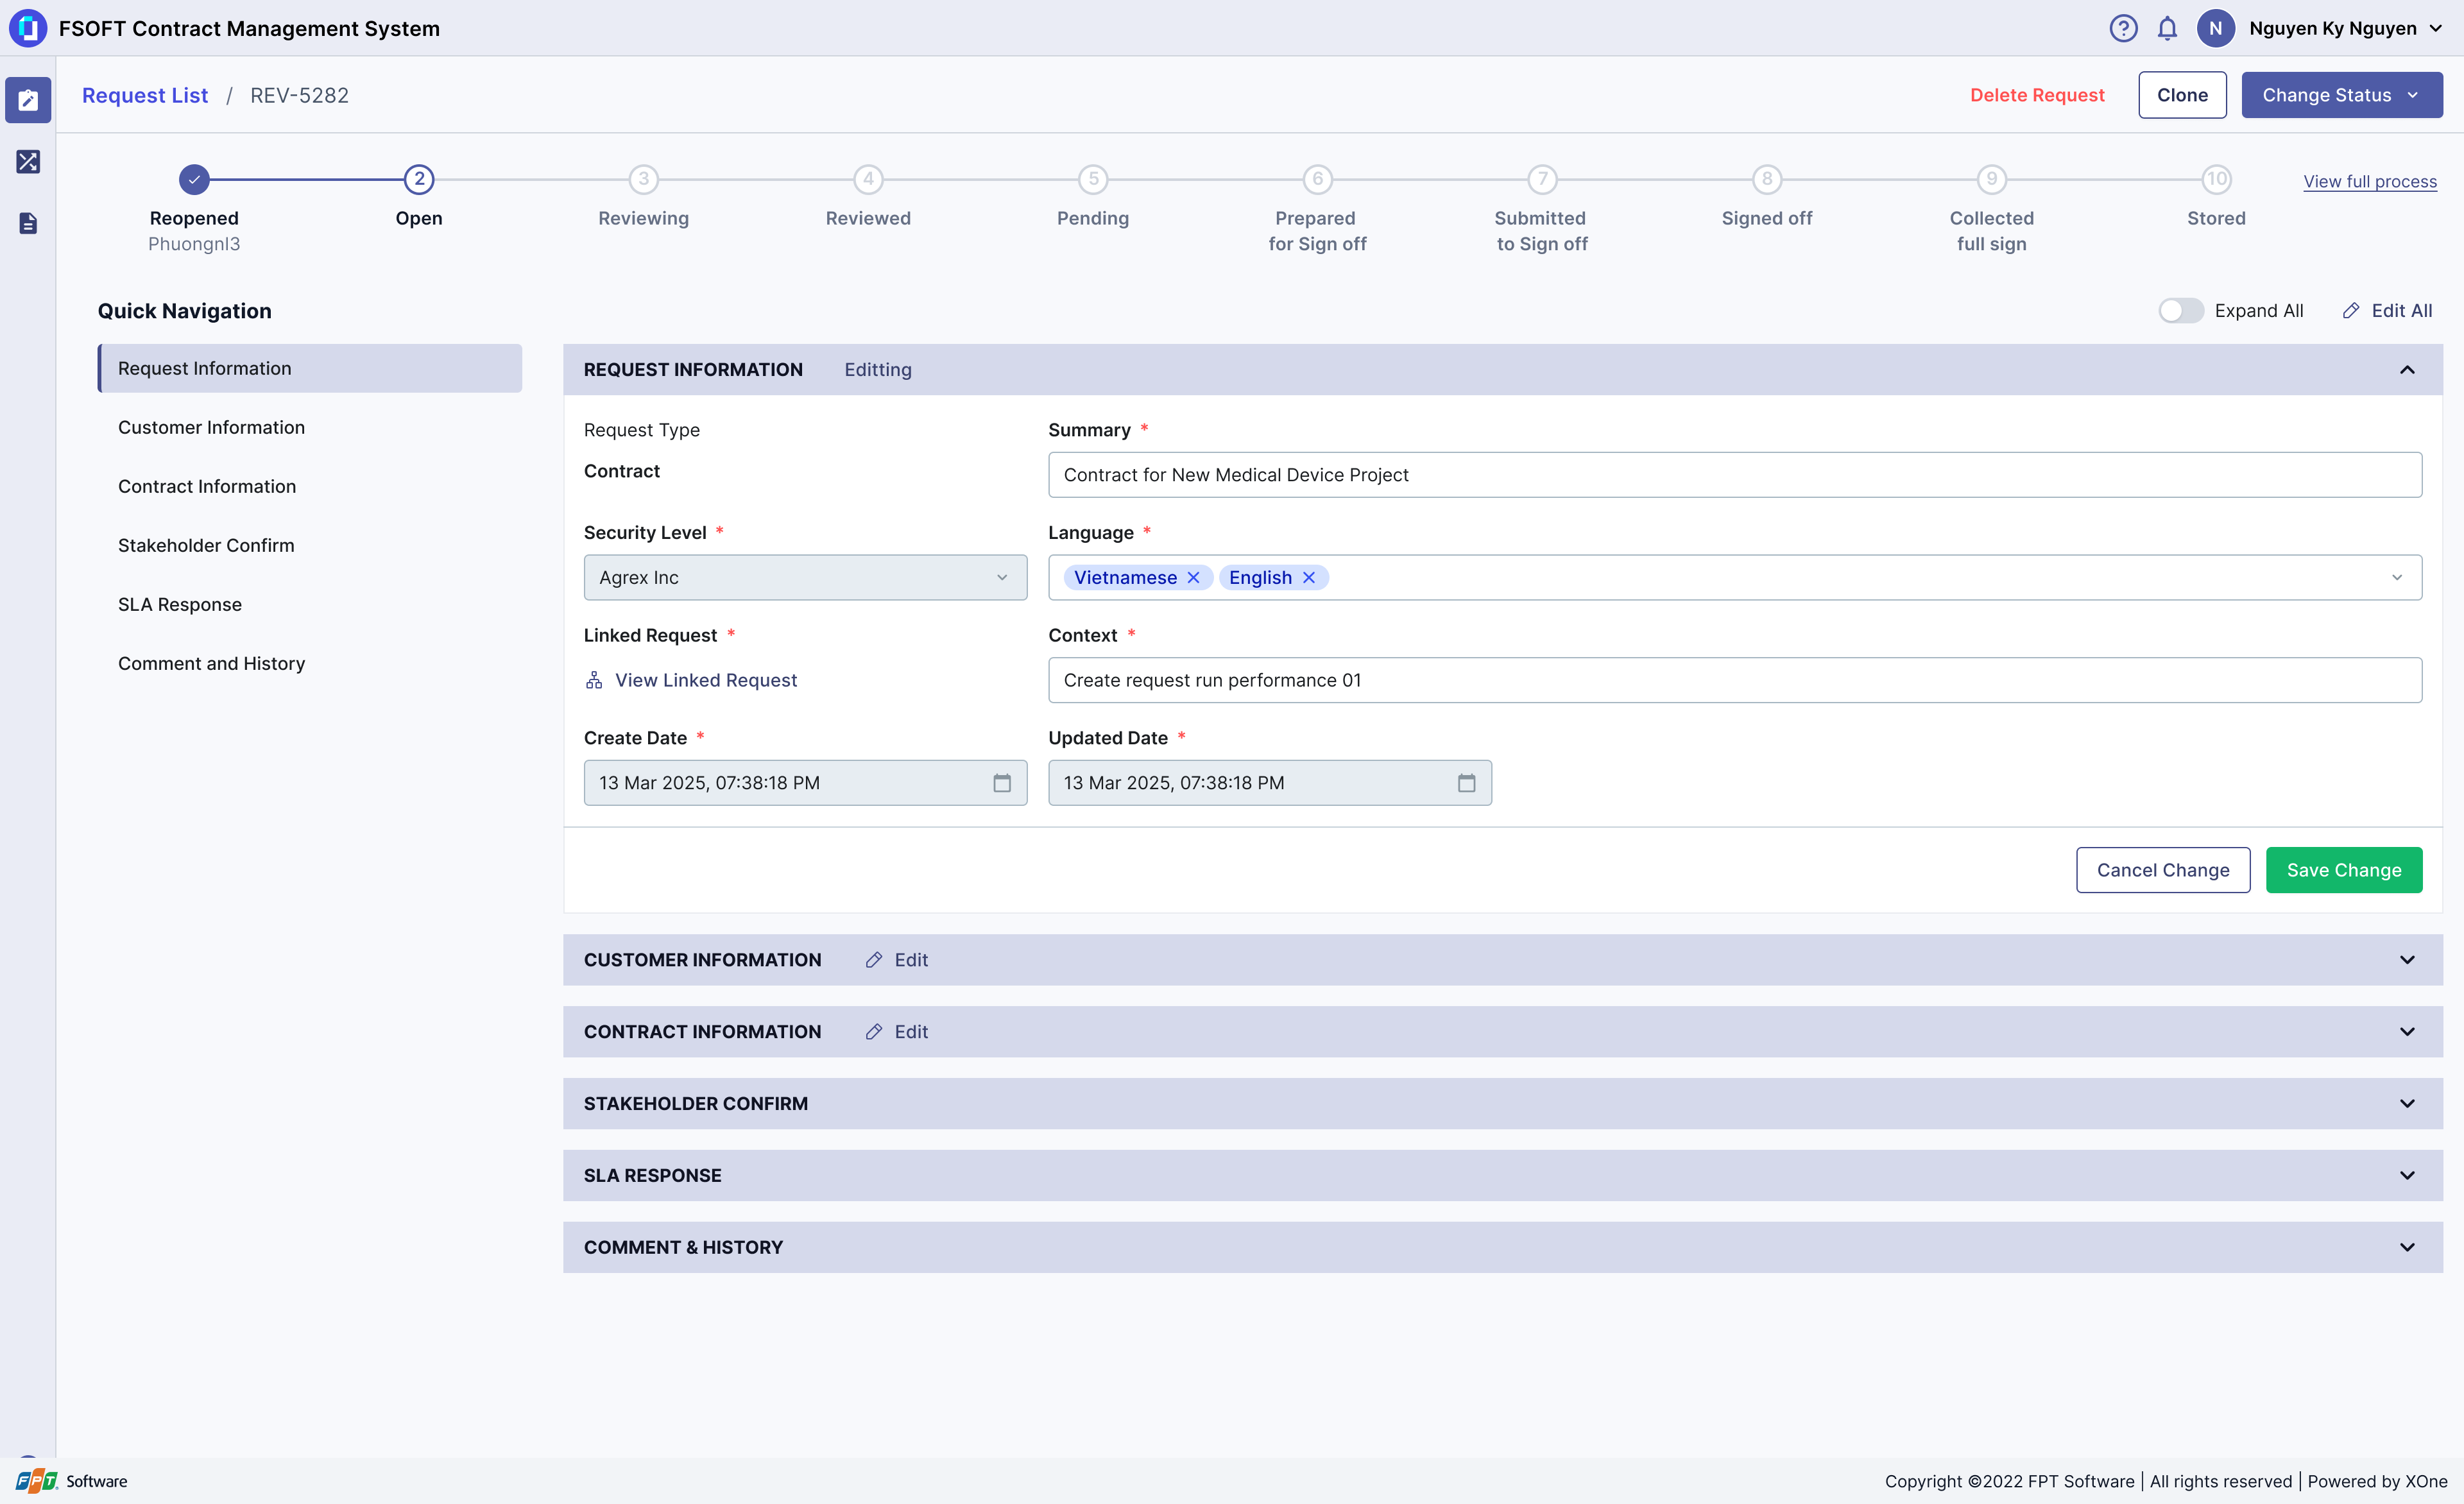 FSOFT Contract Management System
N
Nguyen Ky Nguyen
Request List / REV-5282
Delete Request
Clone
Change Status
2
3
4
5
6
7
8
9
10
Reopened
Phuongnl3
Open
Reviewing
Reviewed
Pending
Prepared
for Sign off
Submitted
to Sign off
Signed off
Collected
full sign
Stored
View full process
Quick Navigation
Expand All
Edit All
Request Information
Customer Information
Contract Information
Stakeholder Confirm
SLA Response
Comment and History
REQUEST INFORMATION
Editting
Request Type
Contract
Summary *
Contract for New Medical Device Project
Security Level *
Agrex Inc
Language *
Vietnamese
English
Linked Request *
View Linked Request
Context *
Create request run performance 01
Create Date *
13 Mar 2025, 07:38:18 PM
Updated Date *
13 Mar 2025, 07:38:18 PM
Cancel Change
Save Change
CUSTOMER INFORMATION
Edit
CONTRACT INFORMATION
Edit
STAKEHOLDER CONFIRM
SLA RESPONSE
COMMENT & HISTORY
FPT Software
Copyright ©2022 FPT Software | All rights reserved | Powered by XOne